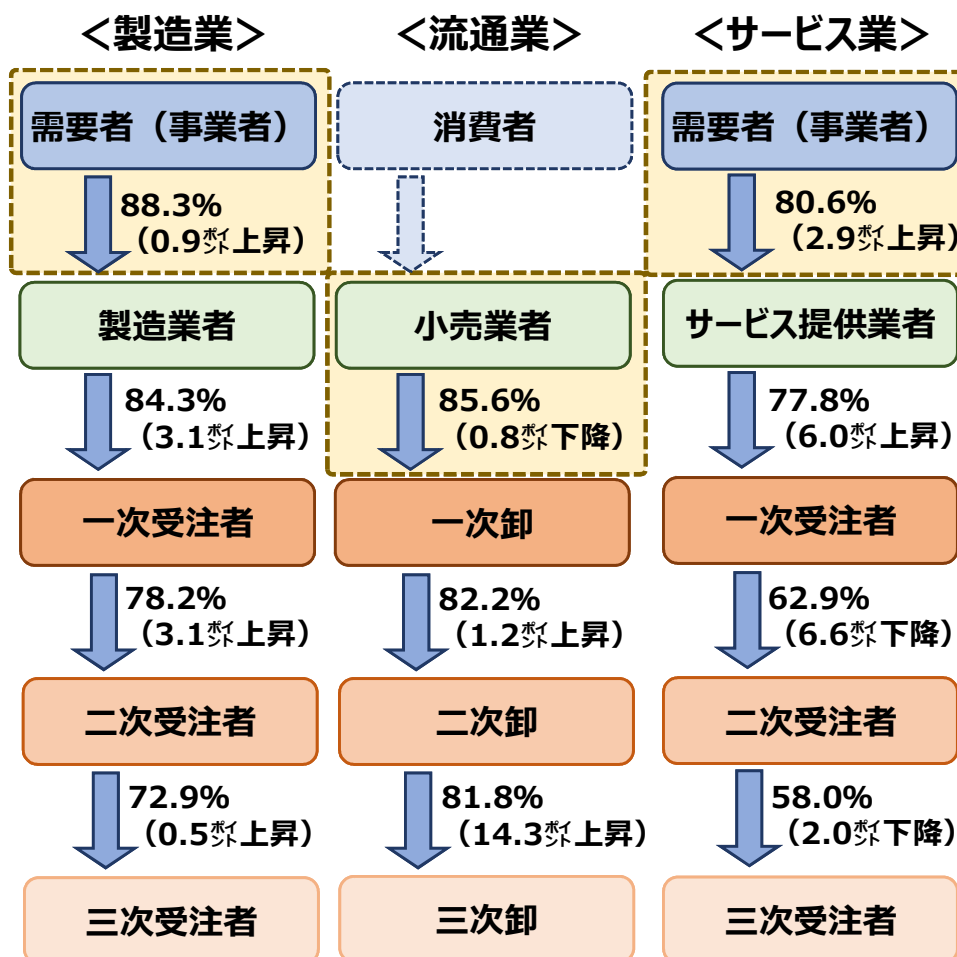 ＜製造業＞
＜流通業＞
＜サービス業＞
需要者（事業者）
消費者
需要者（事業者）
88.3%
（0.9ポイント上昇）
80.6%
（2.9ポイント上昇）
製造業者
小売業者
サービス提供業者
84.3%
（3.1ポイント上昇）
85.6%
（0.8ポイント下降）
77.8%
（6.0ポイント上昇）
一次受注者
一次卸
一次受注者
78.2%
（3.1ポイント上昇）
82.2%
（1.2ポイント上昇）
62.9%
（6.6ポイント下降）
二次受注者
二次卸
二次受注者
72.9%
（0.5ポイント上昇）
81.8%
（14.3ポイント上昇）
58.0%
（2.0ポイント下降）
三次受注者
三次卸
三次受注者